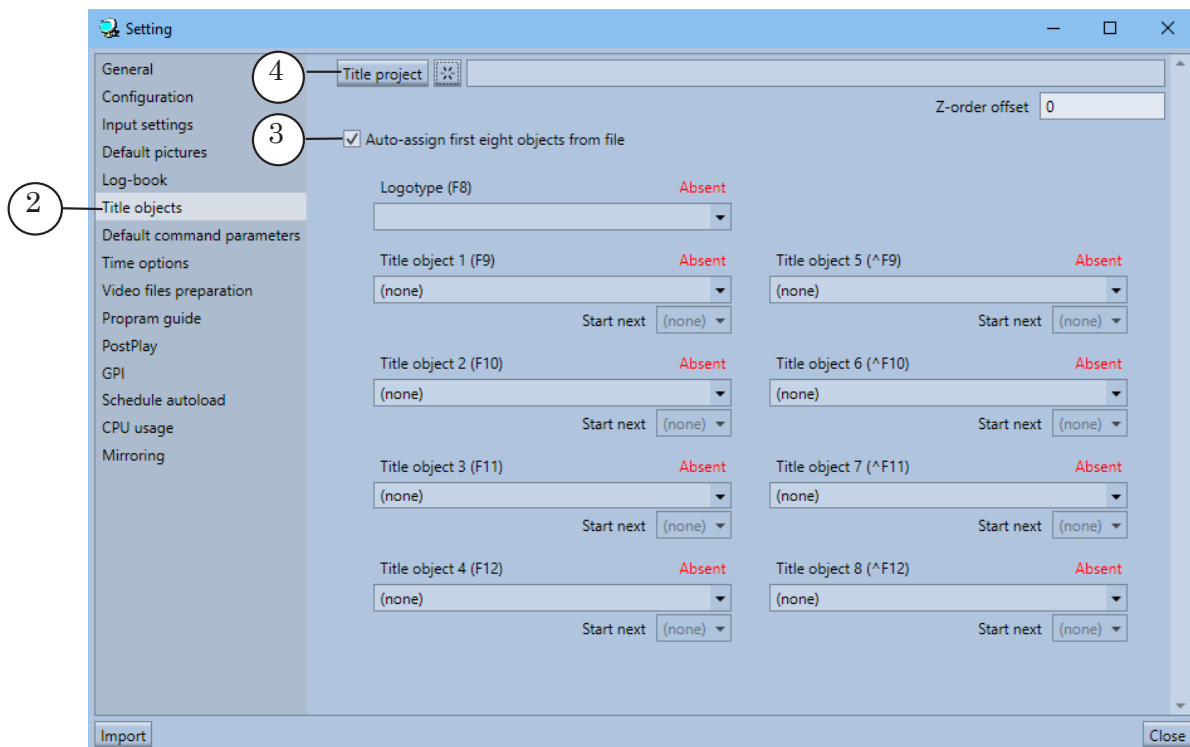 Setting
General
Configuration
Input settings
Default pictures
Log-book
Title objects
Default command parameters
Time options
Video files preparation
Propram guide
PostPlay
GPI
Schedule autoload
CPU usage
Mirroring
2
4
Title project
Z-order offset 0
3
Auto-assign first eight objects from file
Logotype (F8) Absent
Title object 1 (F9) Absent
(none)
Start next (none)
Title object 5 (^F9) Absent
(none)
Start next (none)
Title object 2 (F10) Absent
(none)
Start next (none)
Title object 6 (^F10) Absent
(none)
Start next (none)
Title object 3 (F11) Absent
(none)
Start next (none)
Title object 7 (^F11) Absent
(none)
Start next (none)
Title object 4 (F12) Absent
(none)
Start next (none)
Title object 8 (^F12) Absent
(none)
Start next (none)
Import
Close